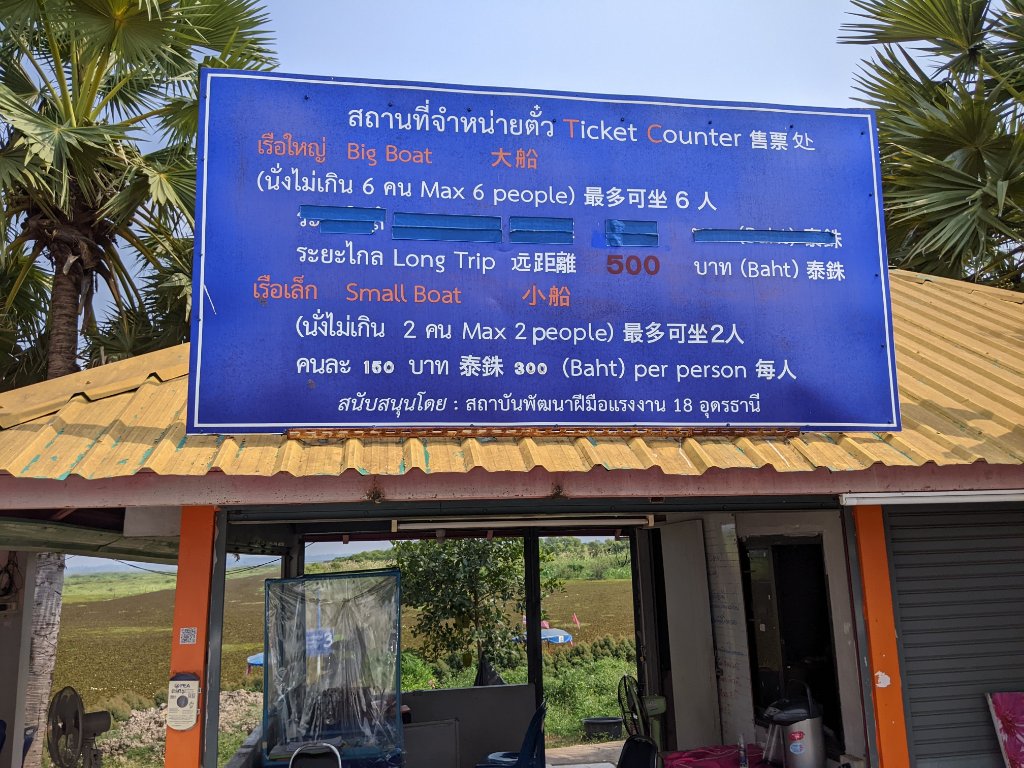 สถานที่จำหน่ายตั๋ว Ticket Counter 售票处
เรือใหญ่ Big Boat 大船
(นั่งไม่เกิน 6 คน Max 6 people) 最多可坐 6 人
(Baht) 泰銖
ระยะไกล Long Trip 远距離 500 บาท (Baht) 泰銖
เรือเล็ก Small Boat 小船
(นั่งไม่เกิน 2 คน Max 2 people) 最多可坐2人
คนละ 150 บาท 泰銖 300 (Baht) per person 每人
สนับสนุนโดย : สถาบันพัฒนาฝีมือแรงงาน 18 อุดรธานี
3